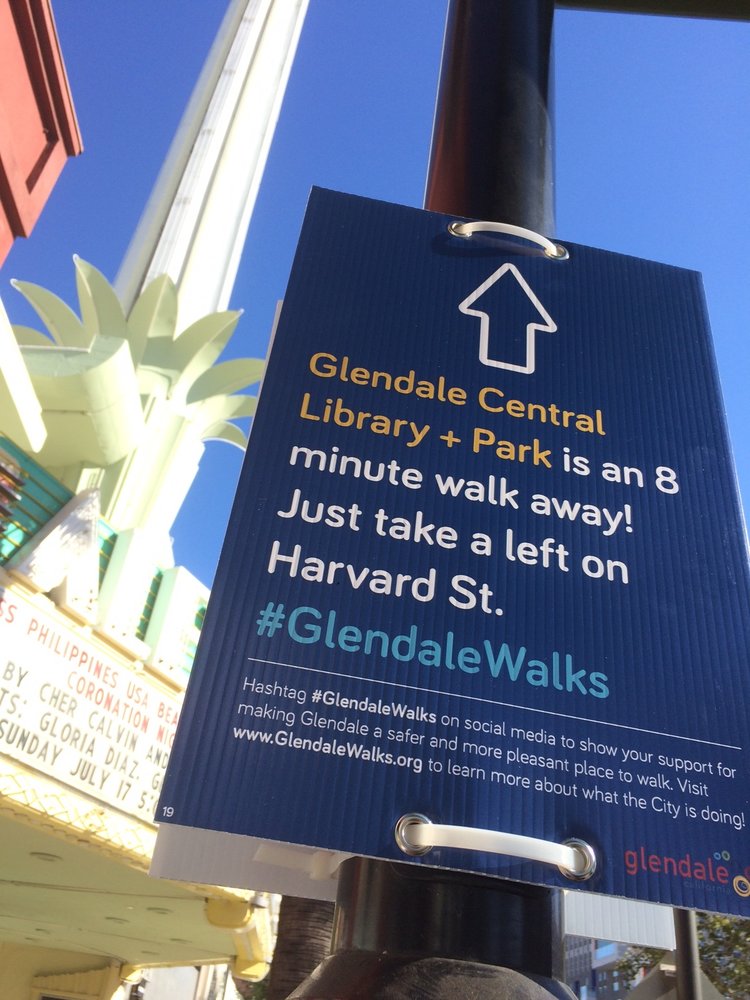 Glendale Central
Library + Park is an 8
minute walk away!
Just take a left on
Harvard St.
#GlendaleWalks
Hashtag #GlendaleWalks on social media to show your support for
making Glendale a safer and more pleasant place to walk. Visit
www.GlendaleWalks.org to learn more about what the City is doing!
19
glendale
california
PHILIPPINES USA
CORONATION
BY CHER CALVIN AND
GLORIA DIAZ,
SUNDAY JULY 17